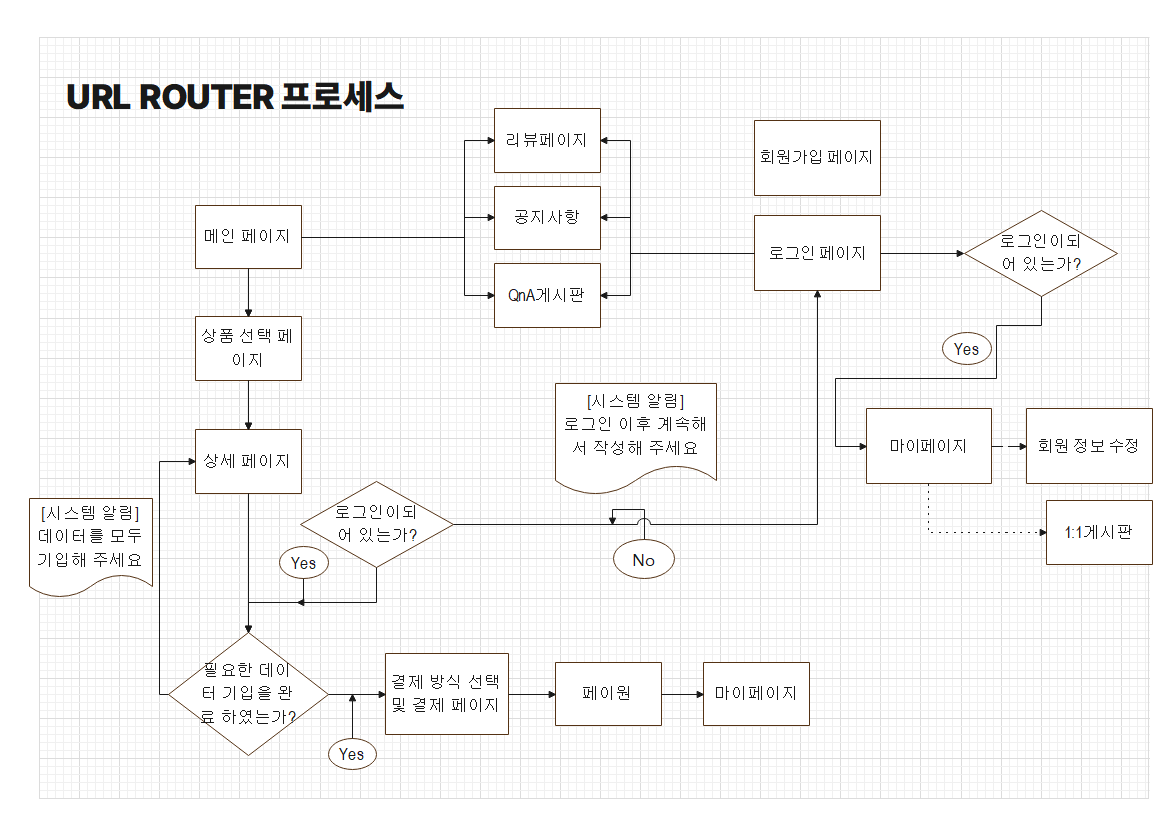 URL ROUTER 프로세스
리뷰페이지
회원가입 페이지
메인 페이지
공지사항
로그인 페이지
로그인이되
어 있는가?
QnA게시판
상품 선택 페
이지
Yes
[시스템 알림]
로그인 이후 계속해
서 작성해 주세요
마이페이지
회원 정보 수정
상세 페이지
[시스템 알림]
데이터를 모두
기입해 주세요
로그인이되
어 있는가?
1:1게시판
Yes
No
필요한 데이
터 기입을 완
료 하였는가?
결제 방식 선택
및 결제 페이지
페이원
마이페이지
Yes